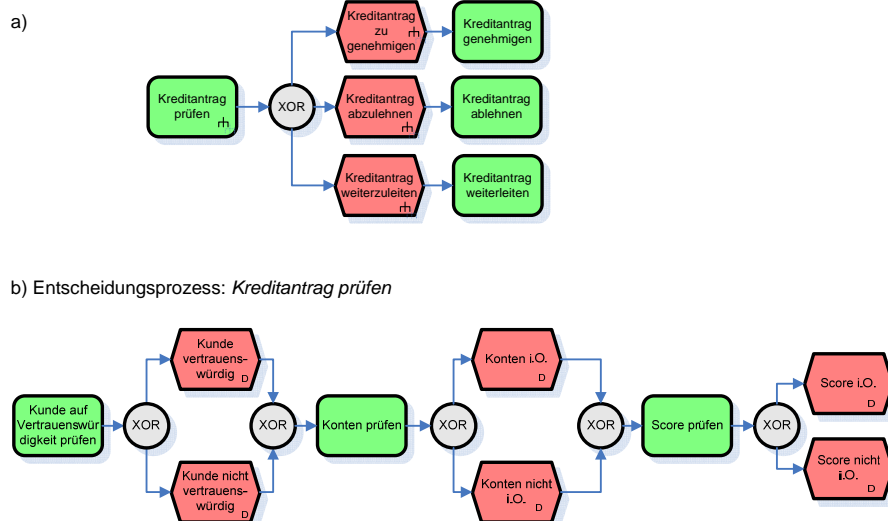 a)
Kreditantrag
zu
genehmigen
Kreditantrag
genehmigen
Kreditantrag
prüfen
XOR
Kreditantrag
abzulehnen
Kreditantrag
ablehnen
Kreditantrag
weiterzuleiten
Kreditantrag
weiterleiten
b) Entscheidungsprozess: Kreditantrag prüfen
Kunde auf
Vertrauenswür
digkeit prüfen
XOR
Kunde
vertrauens-
würdig
D
Kunde nicht
vertrauens-
würdig
D
XOR
Konten prüfen
XOR
Konten i.O.
D
Konten nicht
i.O.
D
XOR
Score prüfen
XOR
Score i.O.
D
Score nicht
i.O.
D